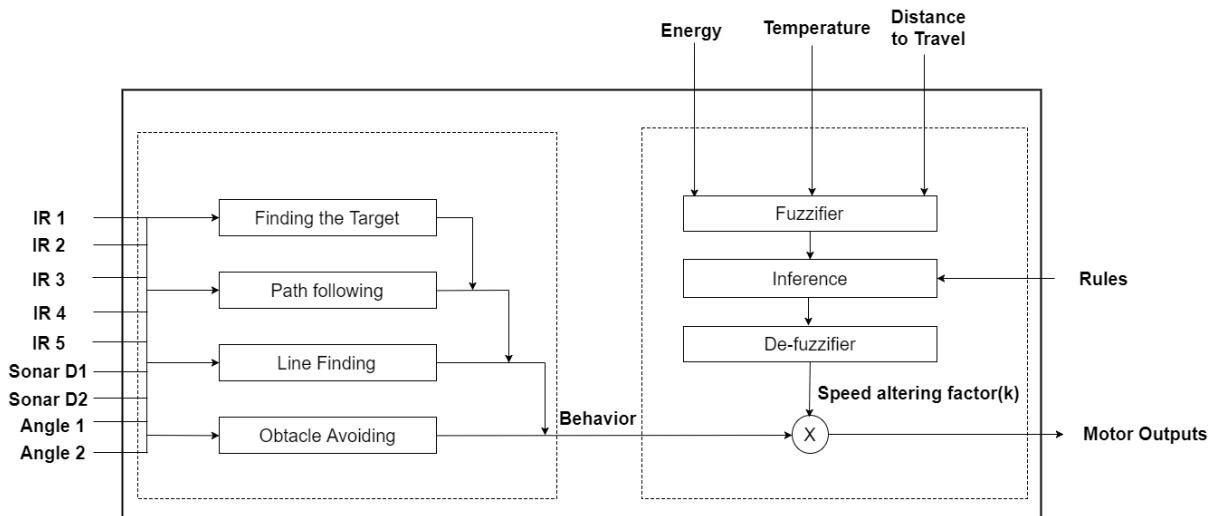 Energy
Temperature
Distance
to Travel
IR 1
IR 2
IR 3
IR 4
IR 5
Sonar D1
Sonar D2
Angle 1
Angle 2
Finding the Target
Path following
Line Finding
Obtacle Avoiding
Behavior
Fuzzifier
Inference
Rules
De-fuzzifier
Speed altering factor(k)
X
Motor Outputs